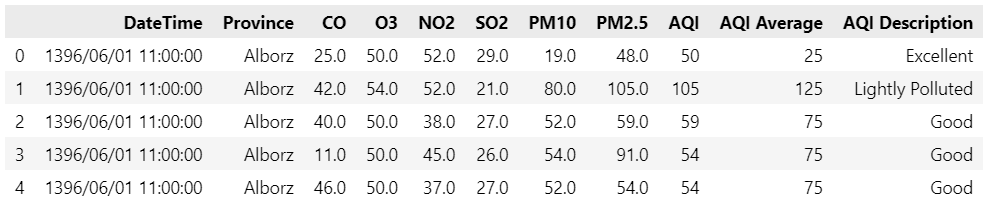 DateTime Province CO O3 NO2 SO2 PM10 PM2.5 AQI AQI Average AQI Description
0 1396/06/01 11:00:00 Alborz 25.0 50.0 52.0 29.0 19.0 48.0 50 25 Excellent
1 1396/06/01 11:00:00 Alborz 42.0 54.0 52.0 21.0 80.0 105.0 105 125 Lightly Polluted
2 1396/06/01 11:00:00 Alborz 40.0 50.0 38.0 27.0 52.0 59.0 59 75 Good
3 1396/06/01 11:00:00 Alborz 11.0 50.0 45.0 26.0 54.0 91.0 54 75 Good
4 1396/06/01 11:00:00 Alborz 46.0 50.0 37.0 27.0 52.0 54.0 54 75 Good